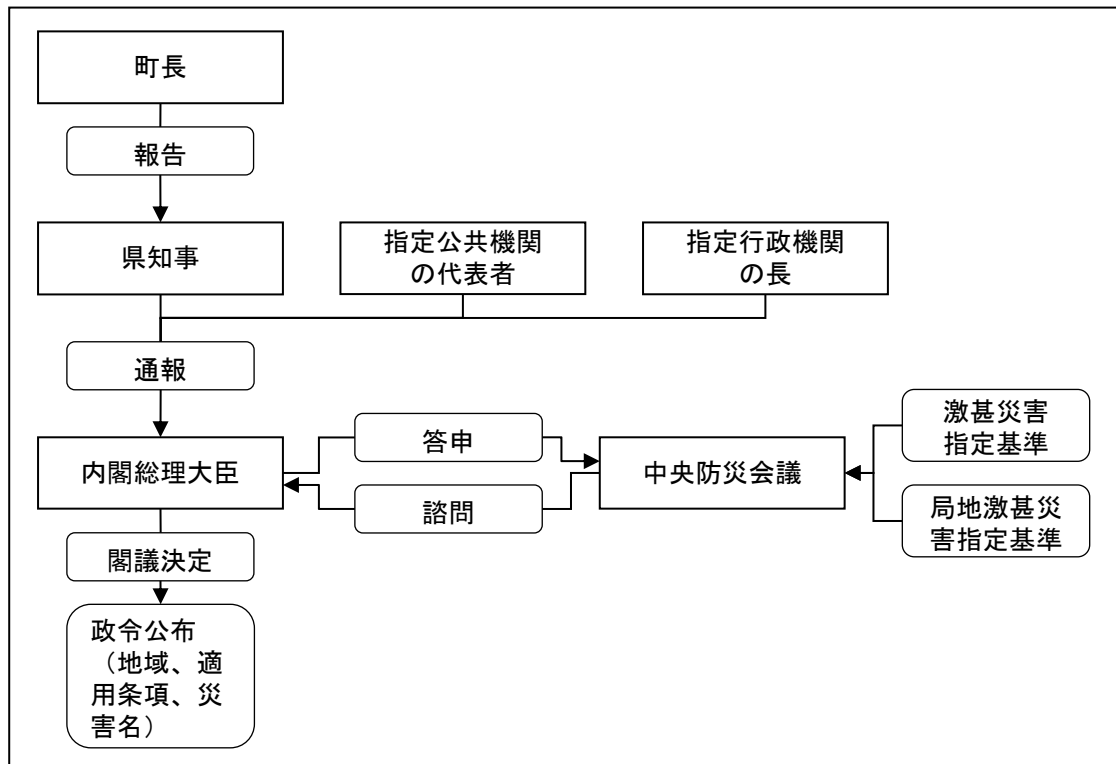 町長
報告
県知事
指定公共機関
の代表者
指定行政機関
の長
通報
答申
諮問
内閣総理大臣
中央防災会議
激甚災害
指定基準
局地激甚災
害指定基準
閣議決定
政令公布
（地域、適
用条項、災
害名）